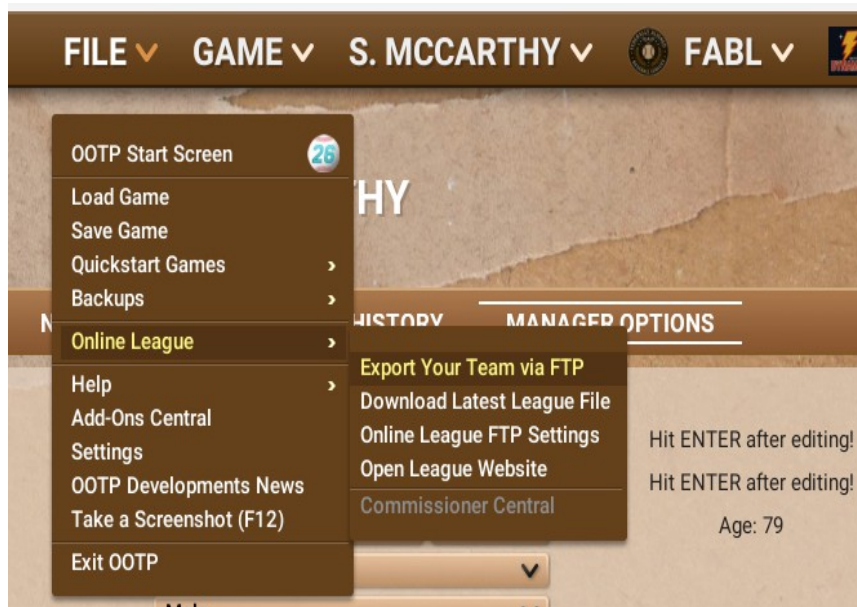 FILE GAME S. MCCARTHY FABL
OOTP Start Screen 26
HY
Load Game
Save Game
Quickstart Games
Backups
HISTORY MANAGER OPTIONS
Online League
Export Your Team via FTP
Download Latest League File
Online League FTP Settings
Open League Website
Commissioner Central
Help
Add-Ons Central
Settings
OOTP Developments News
Take a Screenshot (F12)
Exit OOTP
Hit ENTER after editing!
Hit ENTER after editing!
Age: 79